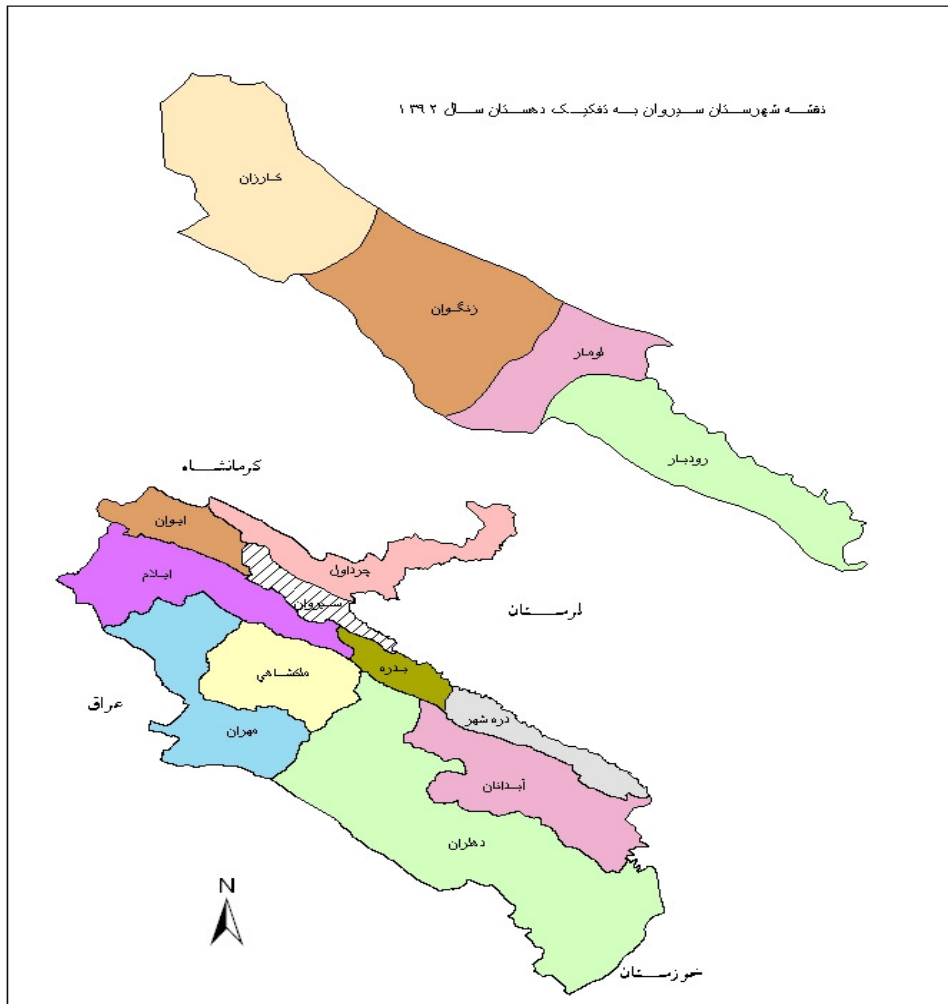 نقشه شهرستان سیروان به تفکیک دهستان سال ۱۳۹۲
کارزان
زنگوان
لومار
رودبار
کرمانشاه
ایوان
چرداول
ایلام
سیروان
لرستان
بدره
ملکشاهي
عراق
مهران
دره شهر
آبدانان
دهلران
N
خوزستان